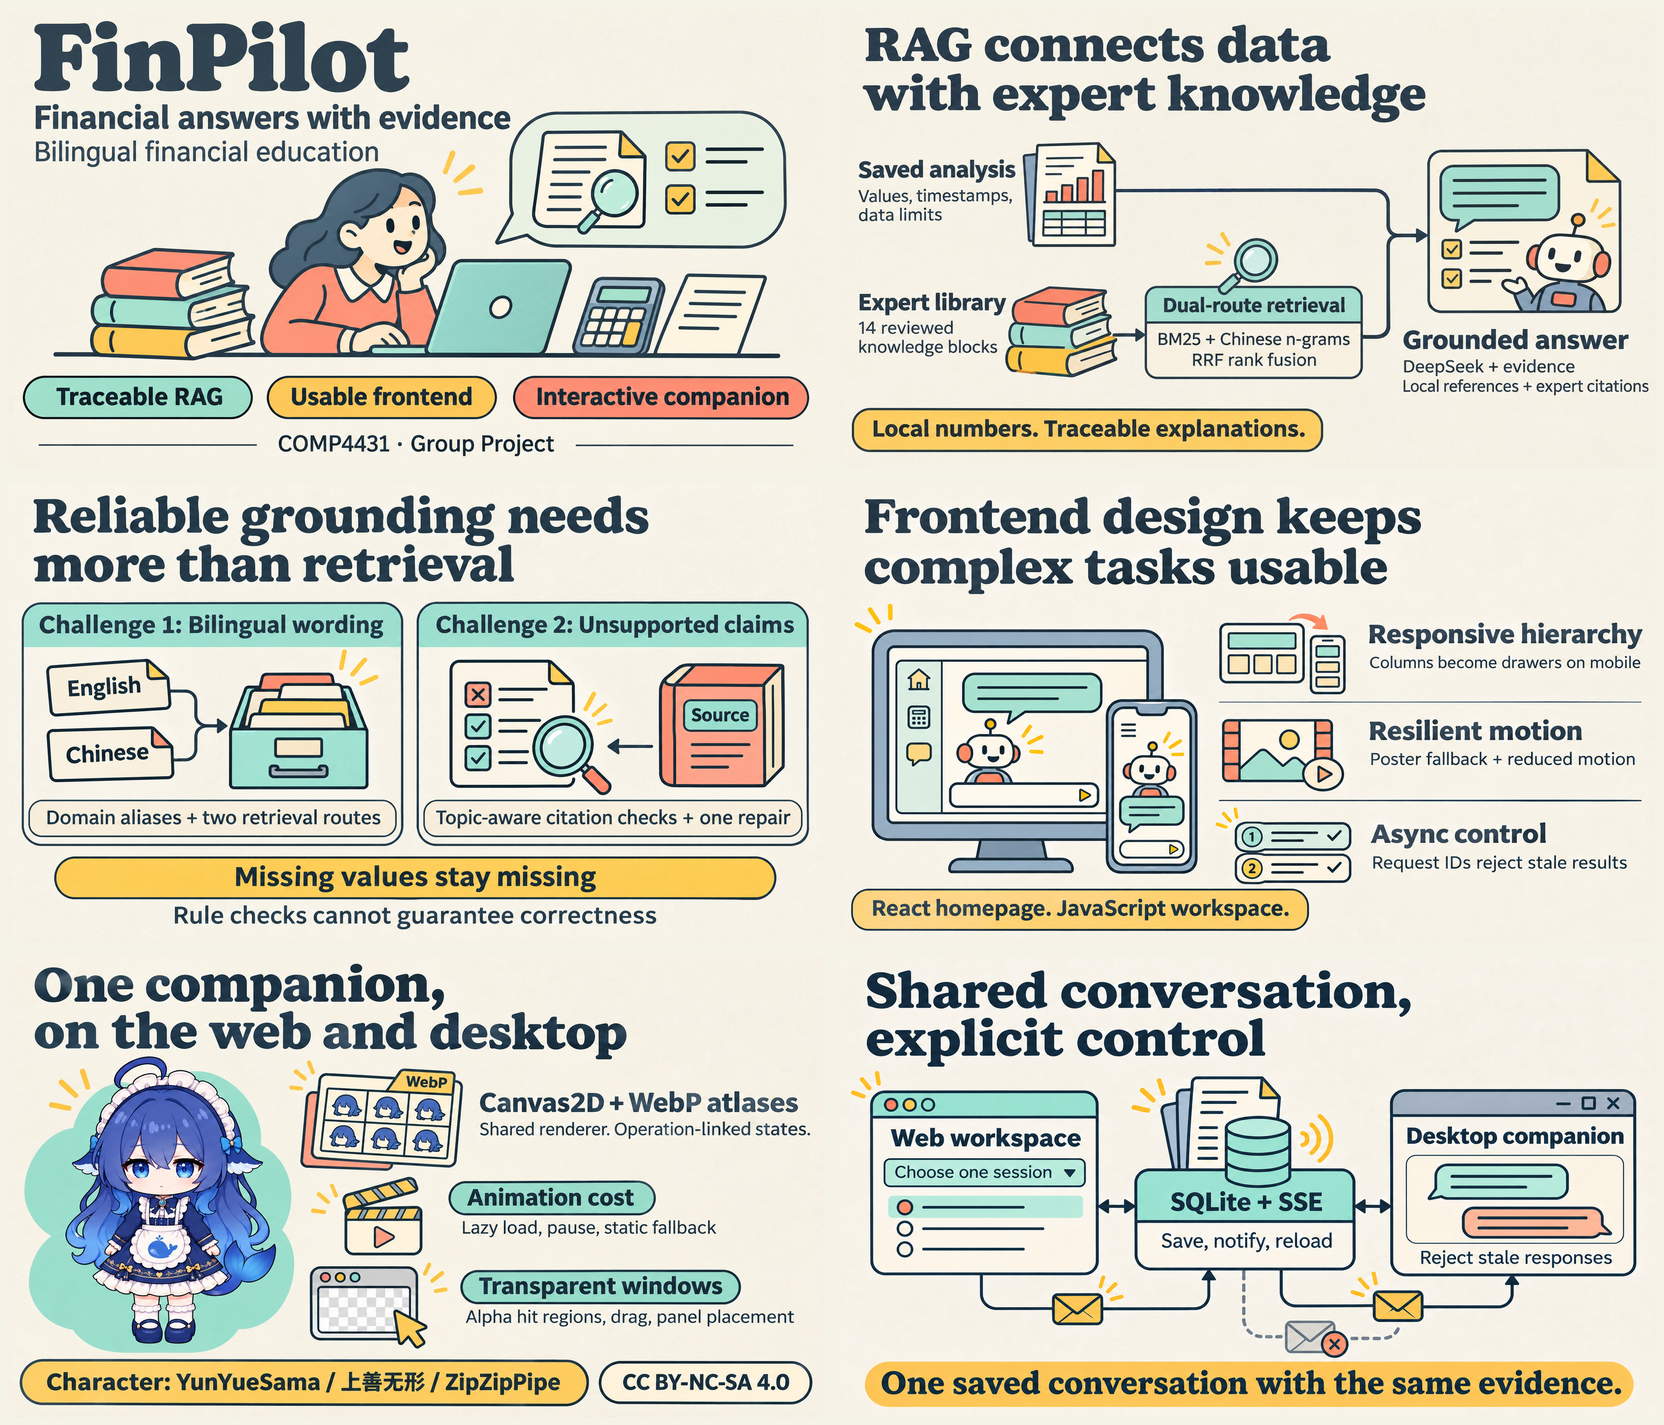 FinPilot
Financial answers with evidence
Bilingual financial education
Traceable RAG
Usable frontend
Interactive companion
COMP4431 · Group Project
RAG connects data
with expert knowledge
Saved analysis
Values, timestamps,
data limits
Expert library
14 reviewed
knowledge blocks
Dual-route retrieval
BM25 + Chinese n-grams
RRF rank fusion
Grounded answer
DeepSeek + evidence
Local references + expert citations
Local numbers. Traceable explanations.
Reliable grounding needs
more than retrieval
Challenge 1: Bilingual wording
English
Chinese
Domain aliases + two retrieval routes
Challenge 2: Unsupported claims
Source
Topic-aware citation checks + one repair
Missing values stay missing
Rule checks cannot guarantee correctness
Frontend design keeps
complex tasks usable
Responsive hierarchy
Columns become drawers on mobile
Resilient motion
Poster fallback + reduced motion
1
2
Async control
Request IDs reject stale results
React homepage. JavaScript workspace.
One companion,
on the web and desktop
WebP
Canvas2D + WebP atlases
Shared renderer. Operation-linked states.
Animation cost
Lazy load, pause, static fallback
Transparent windows
Alpha hit regions, drag, panel placement
Character: YunYueSama / 上善无形 / ZipZipPipe
CC BY-NC-SA 4.0
Shared conversation,
explicit control
Web workspace
Choose one session
SQLite + SSE
Save, notify, reload
Desktop companion
Reject stale responses
One saved conversation with the same evidence.